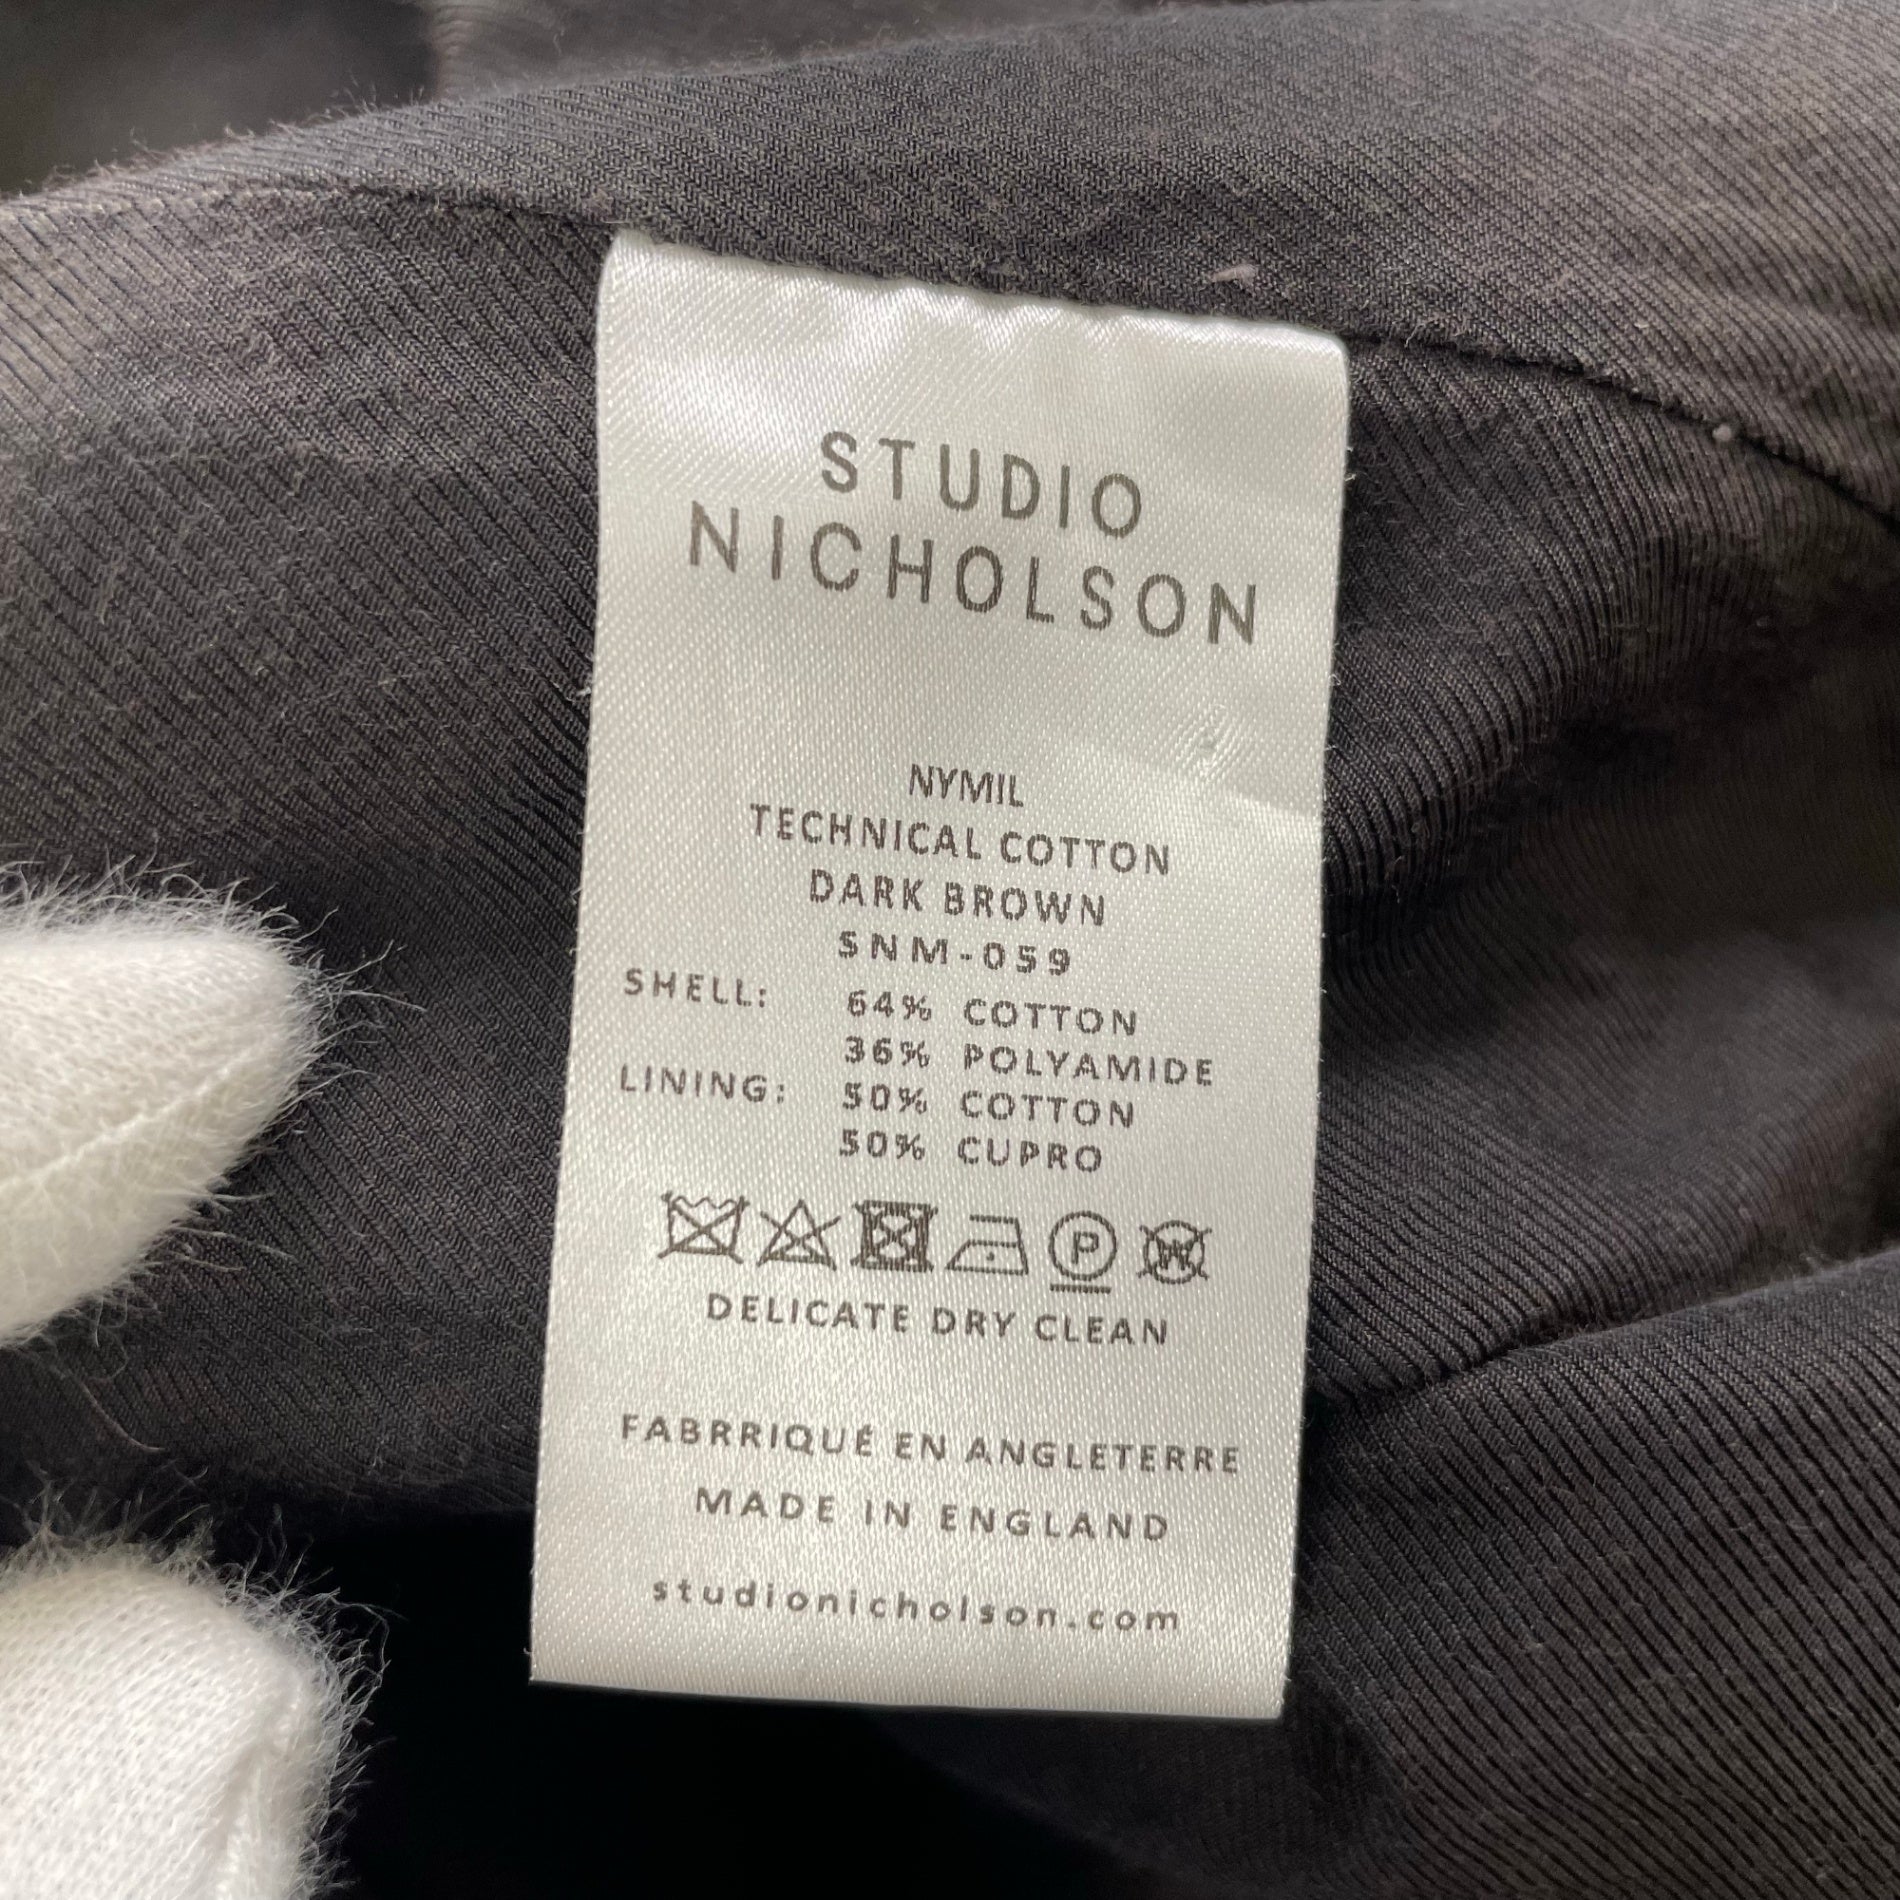 STUDIO
NICHOLSON
NYMIL
TECHNICAL COTTON
DARK BROWN
SNM-059
SHELL: 64% COTTON
36% POLYAMIDE
LINING: 50% COTTON
50% CUPRO
P W
DELICATE DRY CLEAN
FABRRIQUÉ EN ANGLETERRE
MADE IN ENGLAND
studionicholson.com